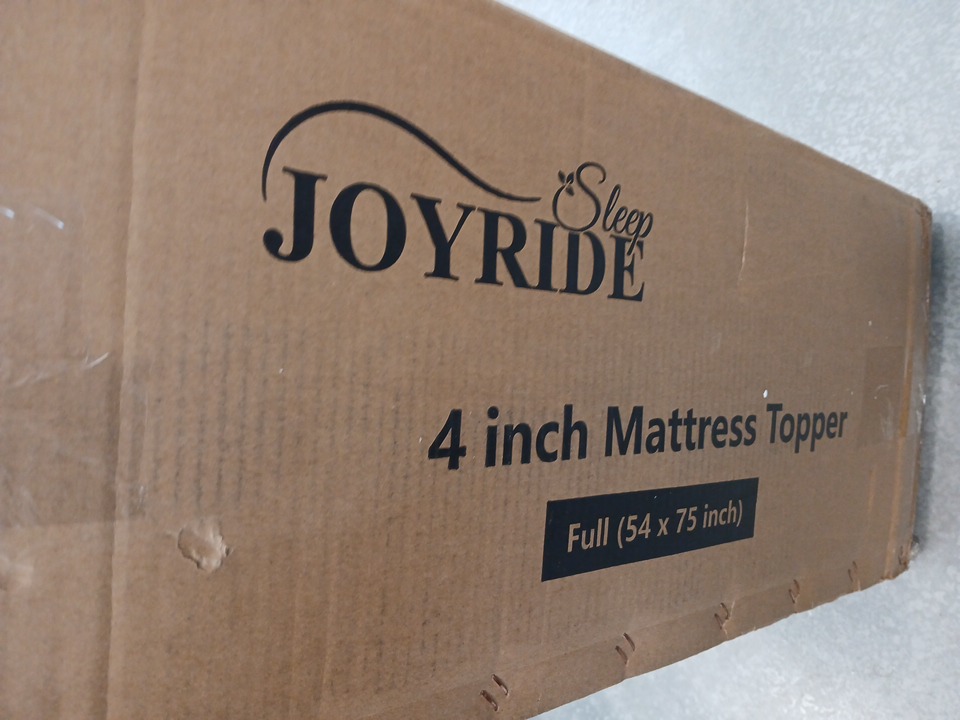 Sleep
JOYRIDE
4 inch Mattress Topper
Full (54 x 75 inch)